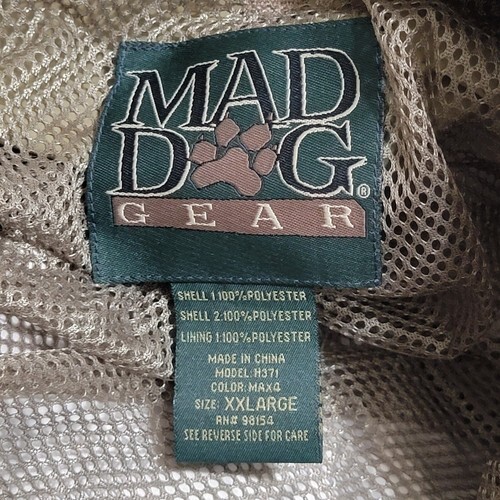 MAD
DOG
®
GEAR
SHELL 1:100% POLYESTER
SHELL 2:100% POLYESTER
LINING 1:100% POLYESTER
MADE IN CHINA
MODEL: H371
COLOR: MAX4
SIZE: XXLARGE
RN# 98154
SEE REVERSE SIDE FOR CARE